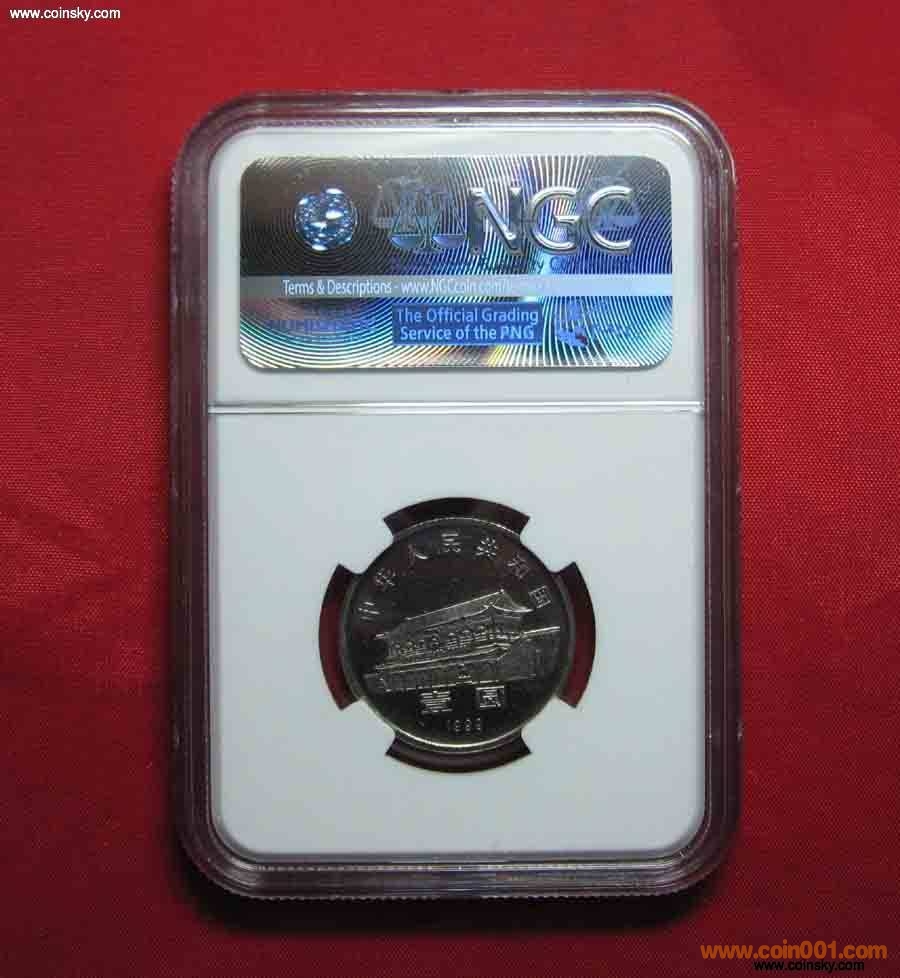 www.coinsky.com
NGC
Terms & Descriptions - www.NGCcoin.com/
The Official Grading
Service of the PNG
中华人民共和国
壹圆
www.coin001.com
www.coinsky.com